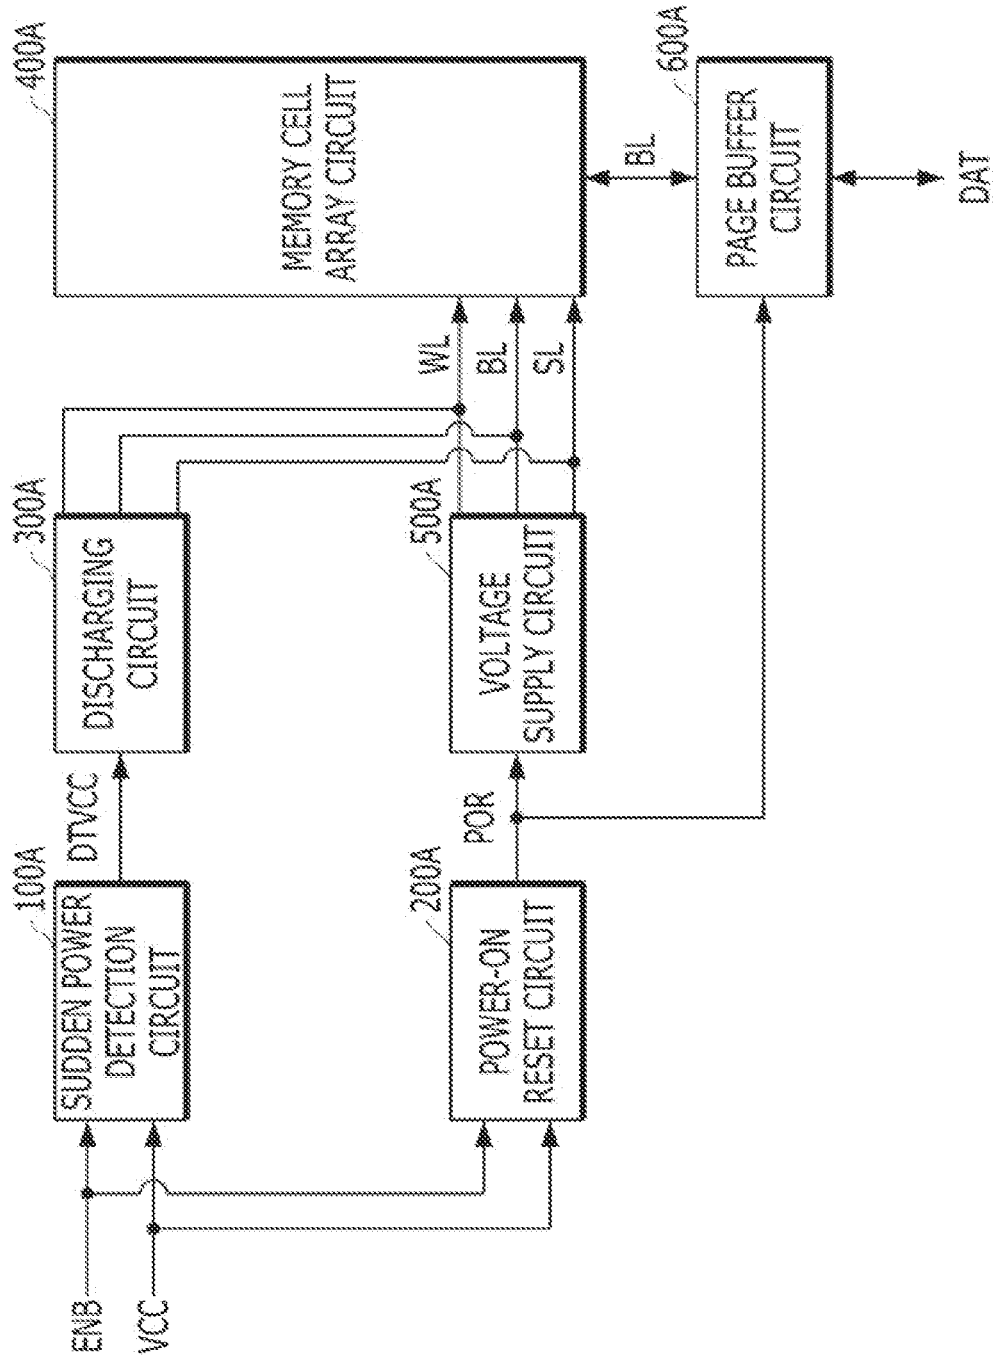 100A
SUDDEN POWER
DETECTION
CIRCUIT
ENB
VCC
DTVCC
300A
DISCHARGING
CIRCUIT
400A
MEMORY CELL
ARRAY CIRCUIT
200A
POWER-ON
RESET CIRCUIT
POR
500A
VOLTAGE
SUPPLY CIRCUIT
WL
BL
SL
BL
600A
PAGE BUFFER
CIRCUIT
DAT